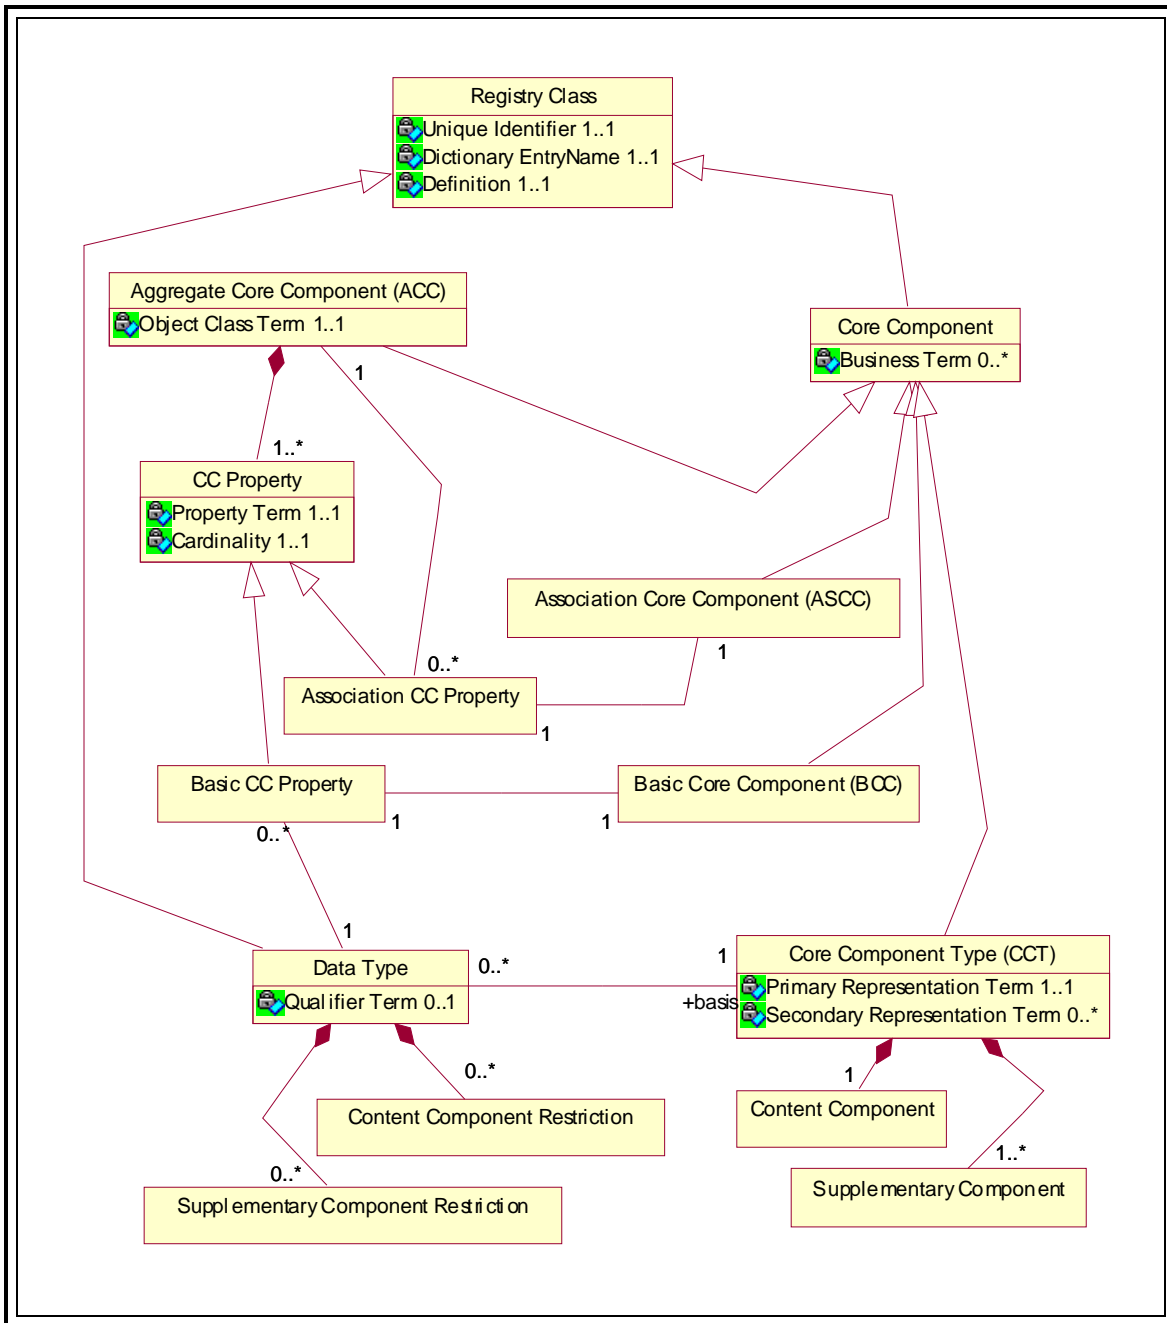 Registry Class
Unique Identifier 1..1
Dictionary EntryName 1..1
Definition 1..1
Aggregate Core Component (ACC)
Object Class Term 1..1
Core Component
Business Term 0..*
1
1..*
CC Property
Property Term 1..1
Cardinality 1..1
Association Core Component (ASCC)
1
0..*
Association CC Property
1
Basic CC Property
Basic Core Component (BCC)
0..*
1
1
1
Data Type
Qualifier Term 0..1
0..*
1
+basis
Core Component Type (CCT)
Primary Representation Term 1..1
Secondary Representation Term 0..*
0..*
1
Content Component Restriction
Content Component
0..*
1..*
Supplementary Component Restriction
Supplementary Component